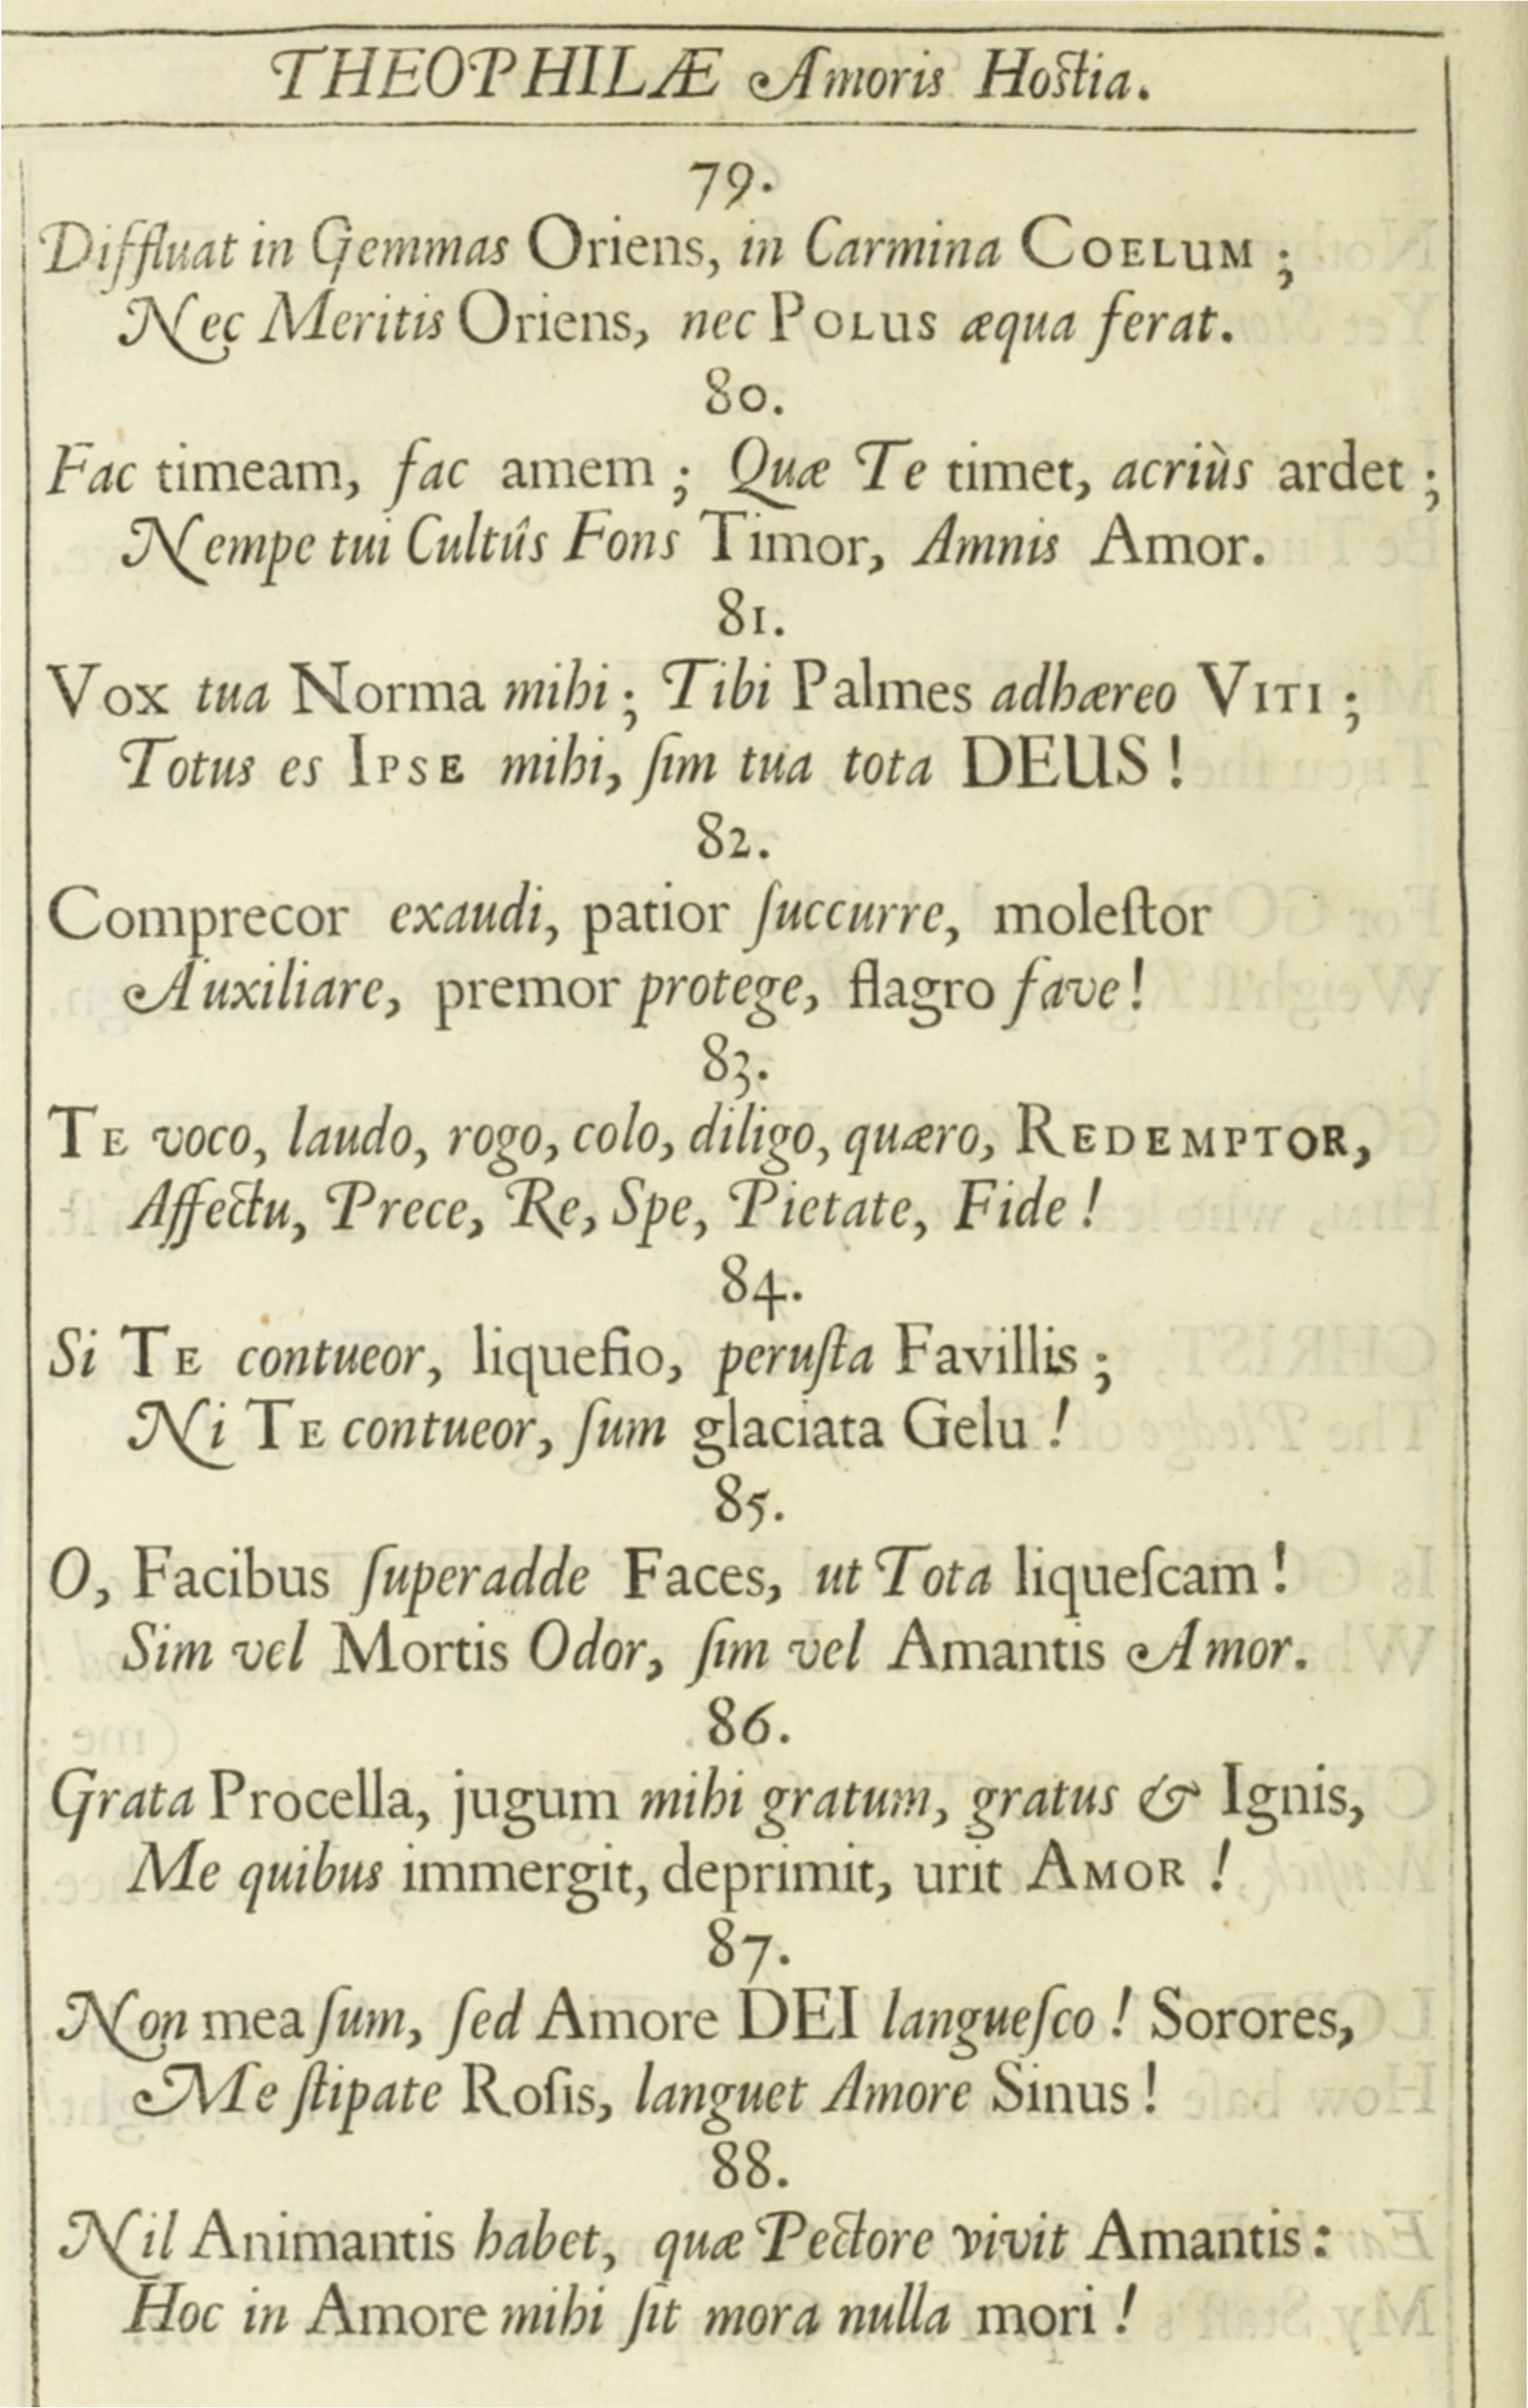 THEOPHILÆ Amoris Hostia.
79.
Diffluat in Gemmas Oriens, in Carmina COELUM ;
Nec Meritis Oriens, nec POLUS æqua ferat.
80.
Fac timeam, fac amem ; Quæ Te timet, acriùs ardet ;
Nempe tui Cultûs Fons Timor, Amnis Amor.
81.
Vox tua Norma mihi ; Tibi Palmes adhæreo VITI ;
Totus es IPSE mihi, ſim tua tota DEUS !
82.
Comprecor exaudi, patior ſuccurre, moleſtor
Auxiliare, premor protege, flagro fave !
83.
TE voco, laudo, rogo, colo, diligo, quæro, REDEMPTOR,
Affectu, Prece, Re, Spe, Pietate, Fide !
84.
Si TE contueor, liquefio, peruſta Favillis ;
Ni TE contueor, ſum glaciata Gelu !
85.
O, Facibus ſuperadde Faces, ut Tota liqueſcam !
Sim vel Mortis Odor, ſim vel Amantis Amor.
86.
Grata Procella, jugum mihi gratum, gratus & Ignis,
Me quibus immergit, deprimit, urit AMOR !
87.
Non mea ſum, ſed Amore DEI langueſco ! Sorores,
Me ſtipate Roſis, languet Amore Sinus !
88.
Nil Animantis habet, quæ Pectore vivit Amantis :
Hoc in Amore mihi ſit mora nulla mori !